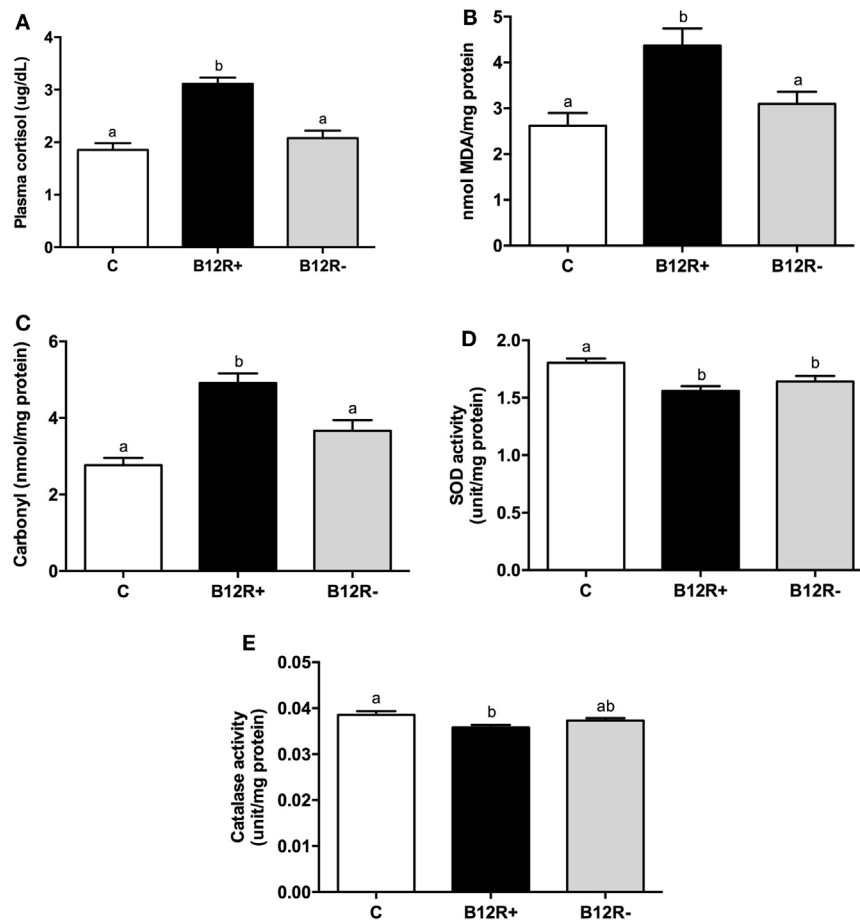 A
Plasma cortisol (ug/dL)
4
3
2
1
0
a
b
a
C
B12R+
B12R-
B
nmol MDA/mg protein
5
4
3
2
1
0
a
b
a
C
B12R+
B12R-
C
Carbonyl (nmol/mg protein)
6
4
2
0
a
b
a
C
B12R+
B12R-
D
SOD activity
(unit/mg protein)
2.0
1.5
1.0
0.5
0.0
a
b
b
C
B12R+
B12R-
E
Catalase activity
(unit/mg protein)
0.05
0.04
0.03
0.02
0.01
0.00
a
b
ab
C
B12R+
B12R-